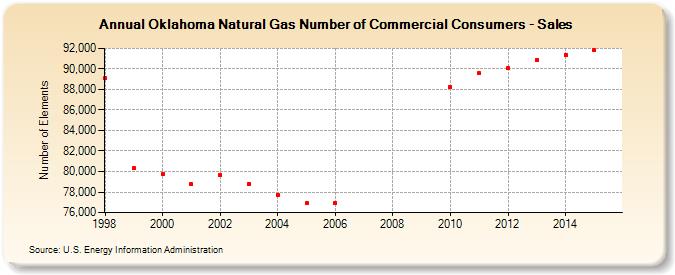 Annual Oklahoma Natural Gas Number of Commercial Consumers - Sales
Number of Elements
92,000
90,000
88,000
86,000
84,000
82,000
80,000
78,000
76,000
1998 2000 2002 2004 2006 2008 2010 2012 2014
Source: U.S. Energy Information Administration